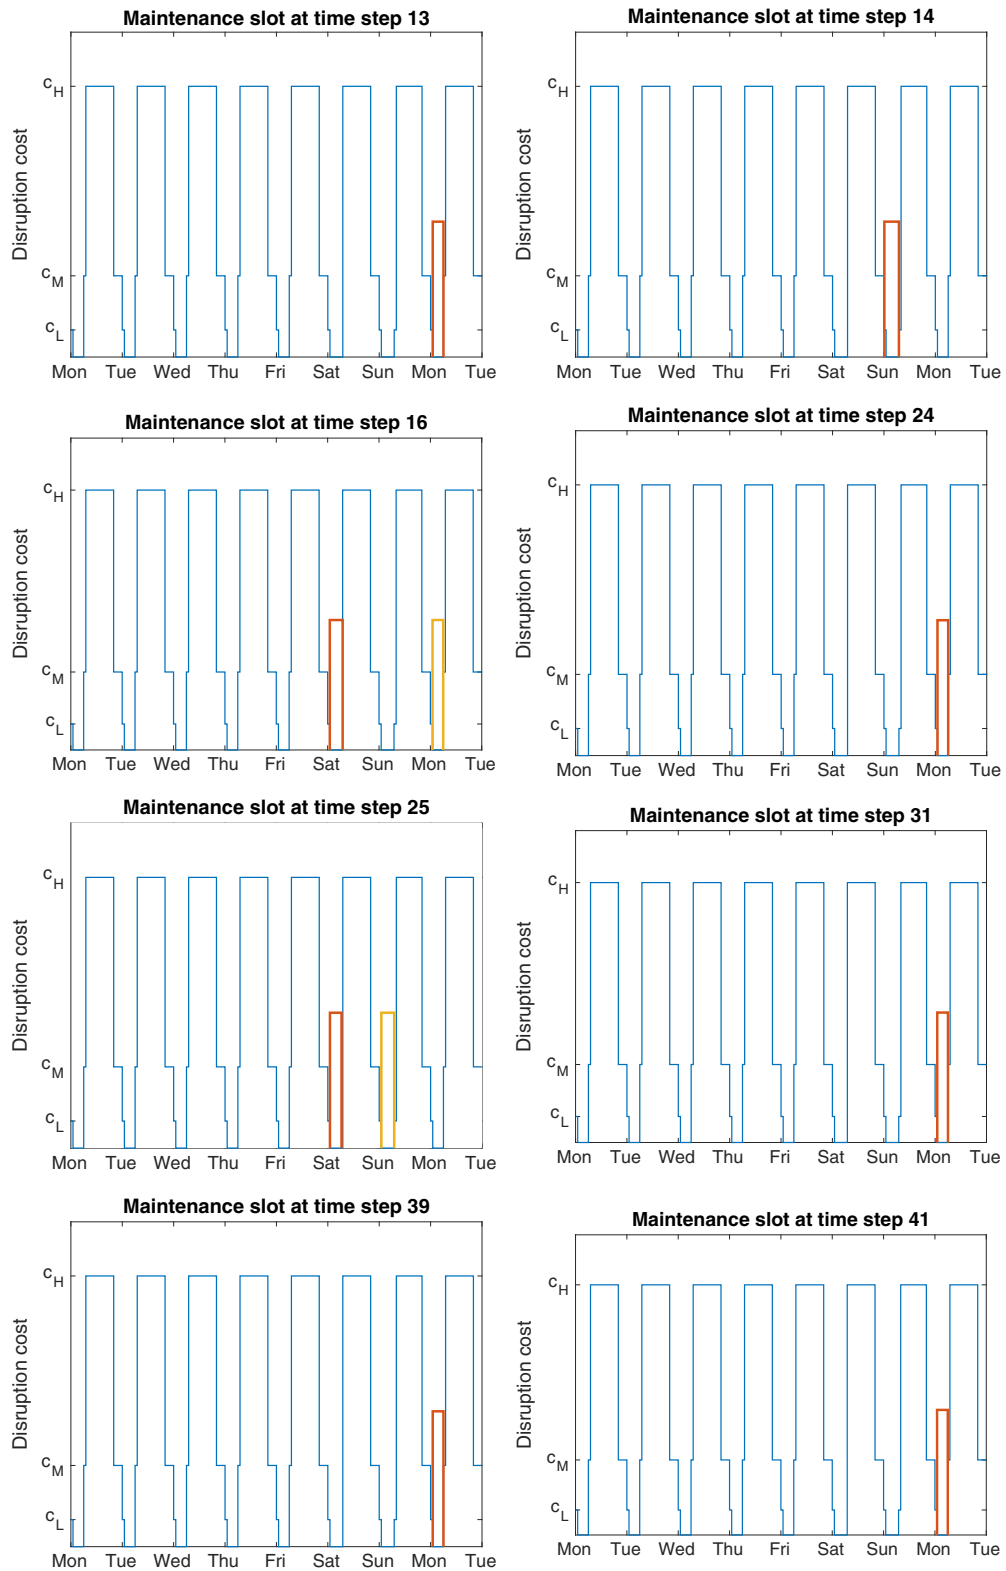 Maintenance slot at time step 13
Disruption cost
c_H
c_M
c_L
Mon Tue Wed Thu Fri Sat Sun Mon Tue
Maintenance slot at time step 14
Disruption cost
c_H
c_M
c_L
Mon Tue Wed Thu Fri Sat Sun Mon Tue
Maintenance slot at time step 16
Disruption cost
c_H
c_M
c_L
Mon Tue Wed Thu Fri Sat Sun Mon Tue
Maintenance slot at time step 24
Disruption cost
c_H
c_M
c_L
Mon Tue Wed Thu Fri Sat Sun Mon Tue
Maintenance slot at time step 25
Disruption cost
c_H
c_M
c_L
Mon Tue Wed Thu Fri Sat Sun Mon Tue
Maintenance slot at time step 31
Disruption cost
c_H
c_M
c_L
Mon Tue Wed Thu Fri Sat Sun Mon Tue
Maintenance slot at time step 39
Disruption cost
c_H
c_M
c_L
Mon Tue Wed Thu Fri Sat Sun Mon Tue
Maintenance slot at time step 41
Disruption cost
c_H
c_M
c_L
Mon Tue Wed Thu Fri Sat Sun Mon Tue